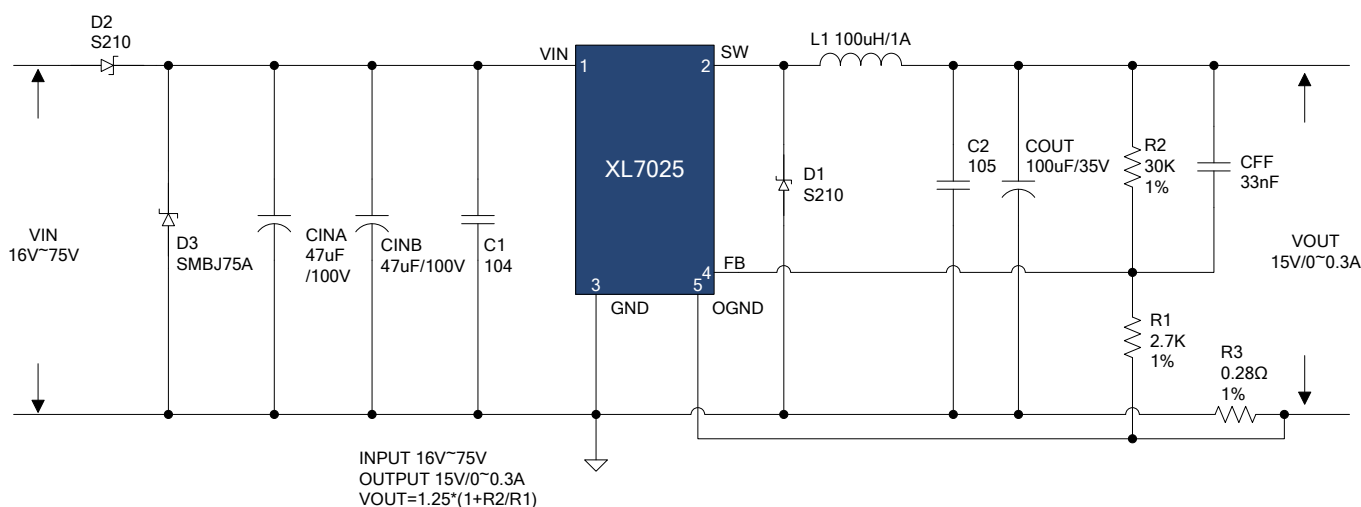 D2
S210
VIN
16V~75V
D3
SMBJ75A
CINA
47uF
/100V
CINB
47uF/100V
C1
104
VIN
1
XL7025
2
SW
3
GND
4
FB
5
OGND
L1 100uH/1A
D1
S210
C2
105
COUT
100uF/35V
R2
30K
1%
CFF
33nF
R1
2.7K
1%
R3
0.28Ω
1%
VOUT
15V/0~0.3A
INPUT 16V~75V
OUTPUT 15V/0~0.3A
VOUT=1.25*(1+R2/R1)